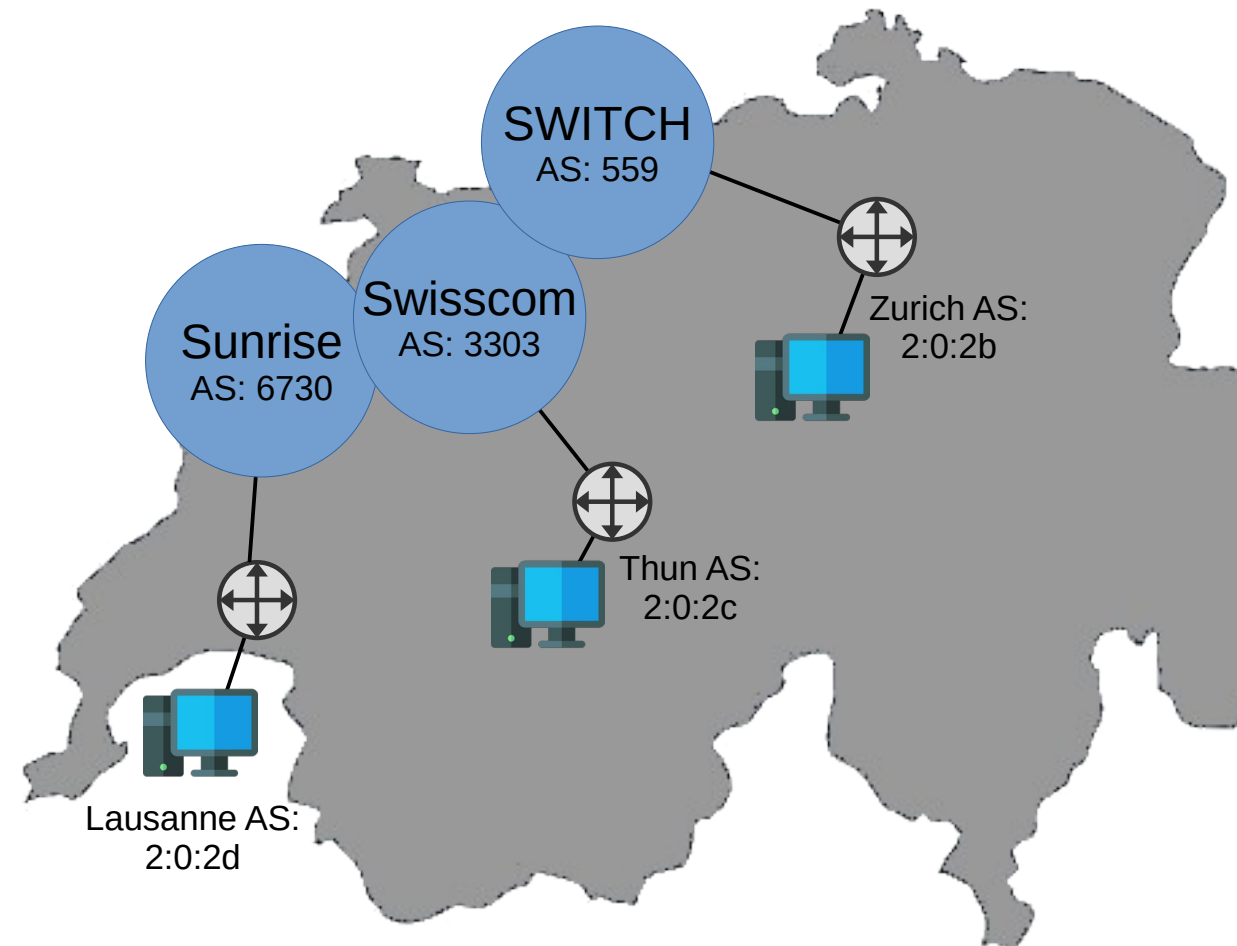 SWITCH
AS: 559
Swisscom
AS: 3303
Sunrise
AS: 6730
Zurich AS:
2:0:2b
Thun AS:
2:0:2c
Lausanne AS:
2:0:2d